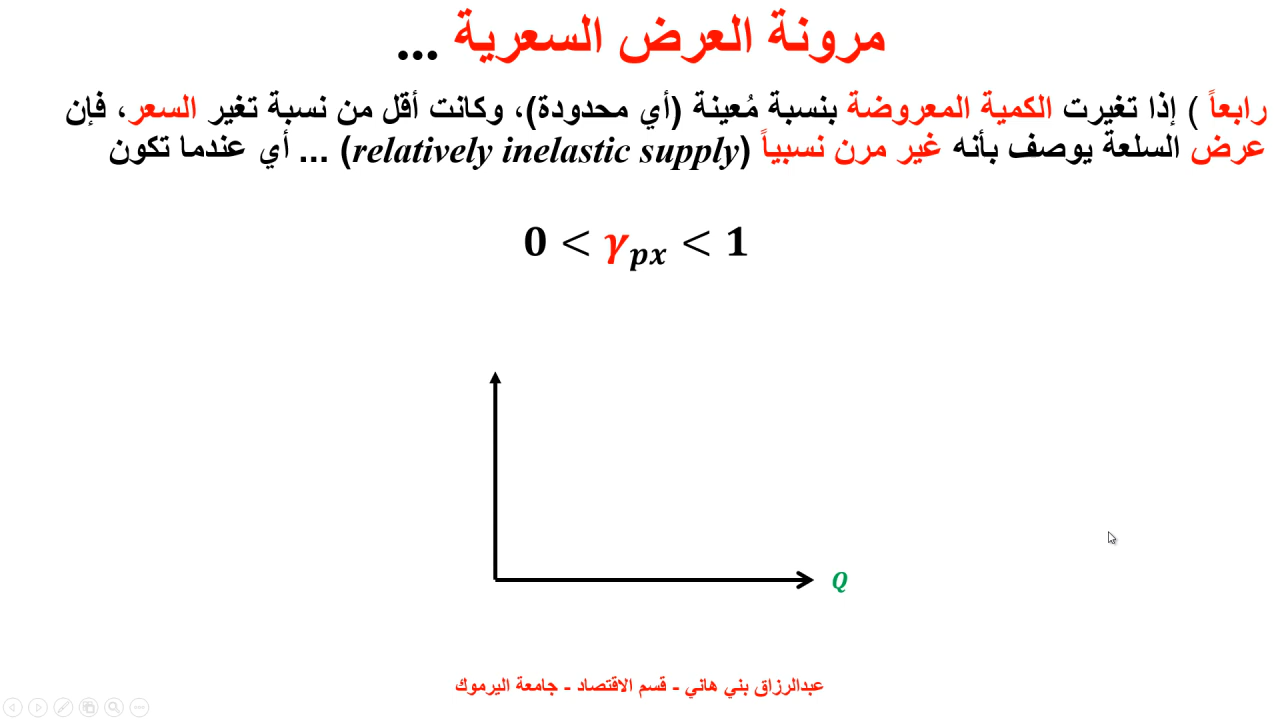 مرونة العرض السعرية ...
رابعاً ) إذا تغيرت الكمية المعروضة بنسبة مُعينة (أي محدودة)، وكانت أقل من نسبة تغير السعر، فإن
عرض السلعة يوصف بأنه غير مرن نسبياً (relatively inelastic supply) ... أي عندما تكون
0 < γpx < 1
Q
عبدالرزاق بني هاني - قسم الاقتصاد - جامعة اليرموك